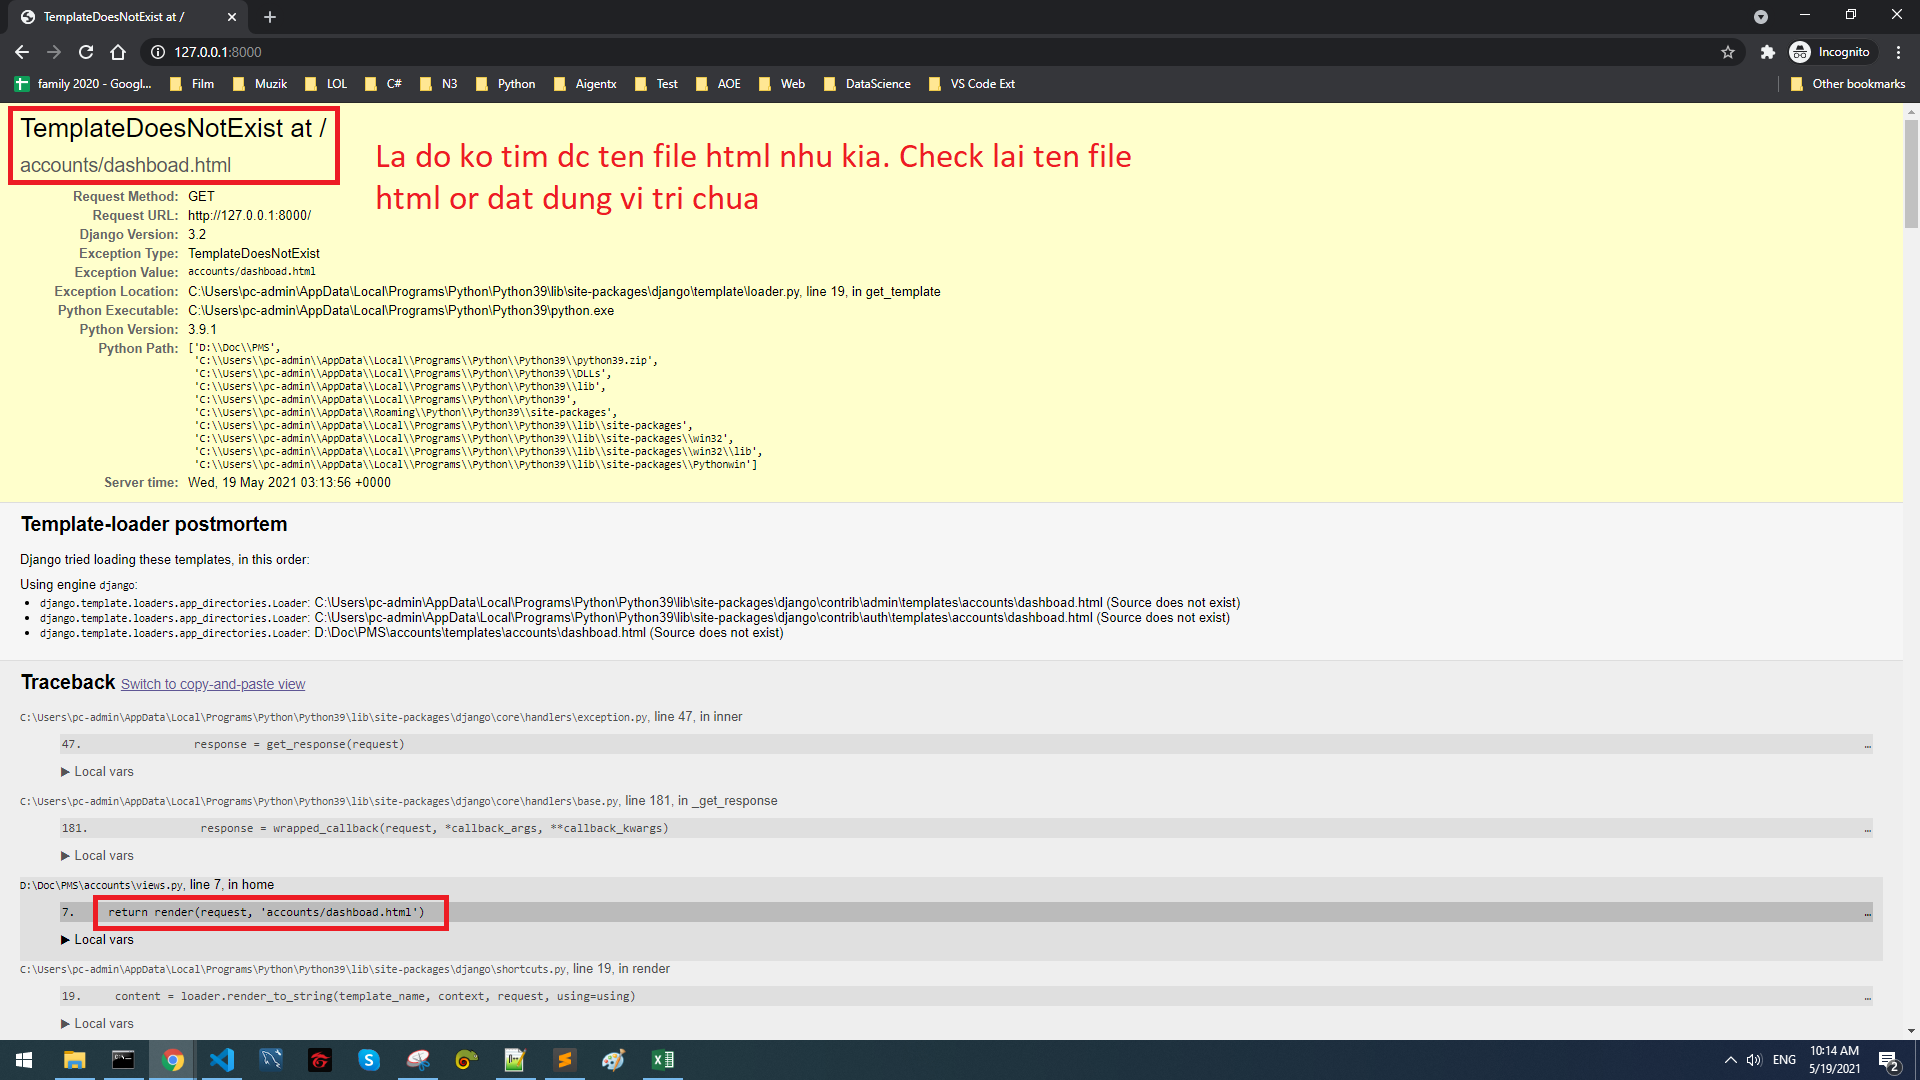 TemplateDoesNotExist at /
127.0.0.1:8000
Incognito
family 2020 - Googl...
Film
Muzik
LOL
C#
N3
Python
Aigentx
Test
AOE
Web
DataScience
VS Code Ext
Other bookmarks
TemplateDoesNotExist at /
accounts/dashboad.html
La do ko tim dc ten file html nhu kia. Check lai ten file
html or dat dung vi tri chua
Request Method: GET
Request URL: http://127.0.0.1:8000/
Django Version: 3.2
Exception Type: TemplateDoesNotExist
Exception Value: accounts/dashboad.html
Exception Location: C:\Users\pc-admin\AppData\Local\Programs\Python\Python39\lib\site-packages\django\template\loader.py, line 19, in get_template
Python Executable: C:\Users\pc-admin\AppData\Local\Programs\Python\Python39\python.exe
Python Version: 3.9.1
Python Path: ['D:\\Doc\\PMS',
'C:\\Users\\pc-admin\\AppData\\Local\\Programs\\Python\\Python39\\python39.zip',
'C:\\Users\\pc-admin\\AppData\\Local\\Programs\\Python\\Python39\\DLLs',
'C:\\Users\\pc-admin\\AppData\\Local\\Programs\\Python\\Python39\\lib',
'C:\\Users\\pc-admin\\AppData\\Local\\Programs\\Python\\Python39',
'C:\\Users\\pc-admin\\AppData\\Roaming\\Python\\Python39\\site-packages',
'C:\\Users\\pc-admin\\AppData\\Local\\Programs\\Python\\Python39\\lib\\site-packages',
'C:\\Users\\pc-admin\\AppData\\Local\\Programs\\Python\\Python39\\lib\\site-packages\\win32',
'C:\\Users\\pc-admin\\AppData\\Local\\Programs\\Python\\Python39\\lib\\site-packages\\win32\\lib',
'C:\\Users\\pc-admin\\AppData\\Local\\Programs\\Python\\Python39\\lib\\site-packages\\Pythonwin']
Server time: Wed, 19 May 2021 03:13:56 +0000
Template-loader postmortem
Django tried loading these templates, in this order:
Using engine django:
• django.template.loaders.app_directories.Loader: C:\Users\pc-admin\AppData\Local\Programs\Python\Python39\lib\site-packages\django\contrib\admin\templates\accounts\dashboad.html (Source does not exist)
• django.template.loaders.app_directories.Loader: C:\Users\pc-admin\AppData\Local\Programs\Python\Python39\lib\site-packages\django\contrib\auth\templates\accounts\dashboad.html (Source does not exist)
• django.template.loaders.app_directories.Loader: D:\Doc\PMS\accounts\templates\accounts\dashboad.html (Source does not exist)
Traceback Switch to copy-and-paste view
C:\Users\pc-admin\AppData\Local\Programs\Python\Python39\lib\site-packages\django\core\handlers\exception.py, line 47, in inner
47. response = get_response(request) …
▶ Local vars
C:\Users\pc-admin\AppData\Local\Programs\Python\Python39\lib\site-packages\django\core\handlers\base.py, line 181, in _get_response
181. response = wrapped_callback(request, *callback_args, **callback_kwargs) …
▶ Local vars
D:\Doc\PMS\accounts\views.py, line 7, in home
7. return render(request, 'accounts/dashboad.html') …
▶ Local vars
C:\Users\pc-admin\AppData\Local\Programs\Python\Python39\lib\site-packages\django\shortcuts.py, line 19, in render
19. content = loader.render_to_string(template_name, context, request, using=using) …
▶ Local vars
ENG
10:14 AM
5/19/2021
2